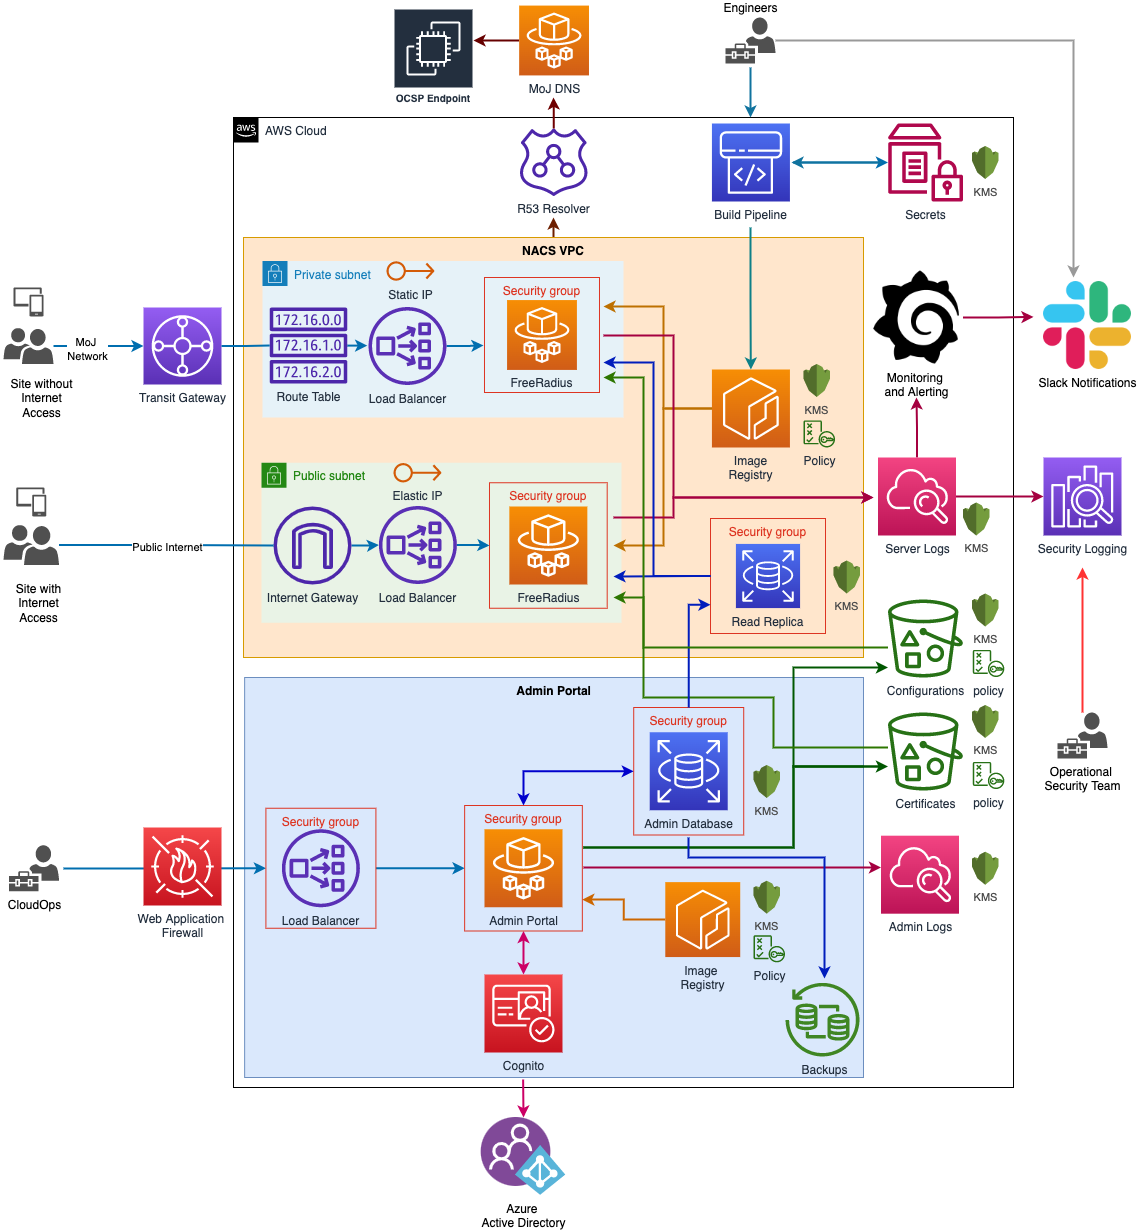 Engineers
MoJ DNS
OCSP Endpoint
aws
AWS Cloud
R53 Resolver
Build Pipeline
Secrets
KMS
NACS VPC
Private subnet
Static IP
Security group
172.16.0.0
172.16.1.0
172.16.2.0
Route Table
Load Balancer
FreeRadius
MoJ
Network
Site without
Internet
Access
Transit Gateway
Image
Registry
KMS
Policy
Monitoring
and Alerting
Slack Notifications
Public subnet
Elastic IP
Security group
Internet Gateway
Load Balancer
FreeRadius
Public Internet
Site with
Internet
Access
Security group
Read Replica
KMS
Server Logs
KMS
Security Logging
Configurations
KMS
policy
Certificates
KMS
policy
Operational
Security Team
Admin Portal
Security group
Admin Database
KMS
Security group
Load Balancer
Security group
Admin Portal
CloudOps
Web Application
Firewall
Image
Registry
KMS
Policy
Admin Logs
KMS
Cognito
Backups
Azure
Active Directory